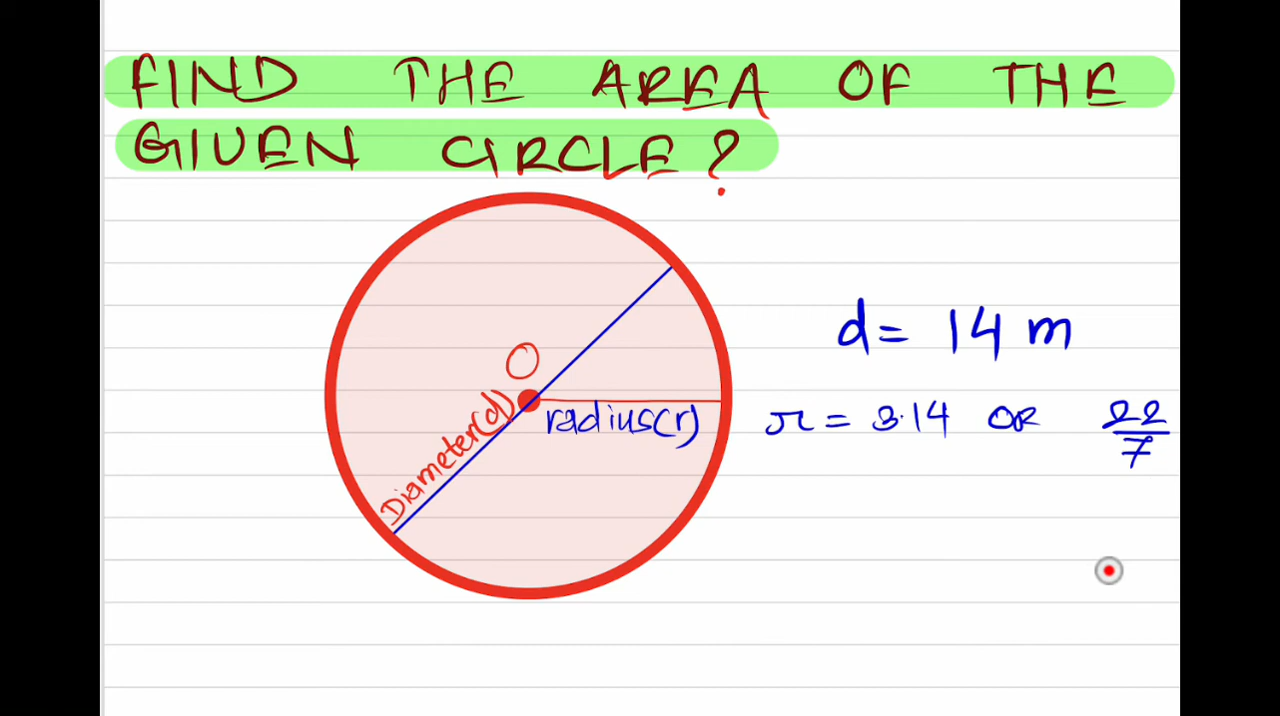 FIND THE AREA OF THE
GIVEN CIRCLE?
O
Diameter(d)
radius(r)
d = 14 m
π = 3.14 OR 22/7